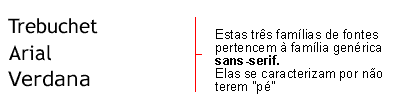 Trebuchet
Arial
Verdana
Estas três famílias de fontes
pertencem à família genérica
sans-serif.
Elas se caracterizam por não
terem "pé"